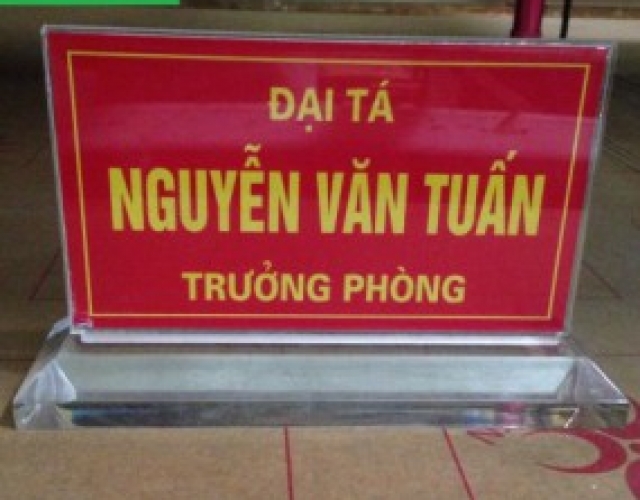 ĐẠI TÁ
NGUYỄN VĂN TUẤN
TRƯỞNG PHÒNG